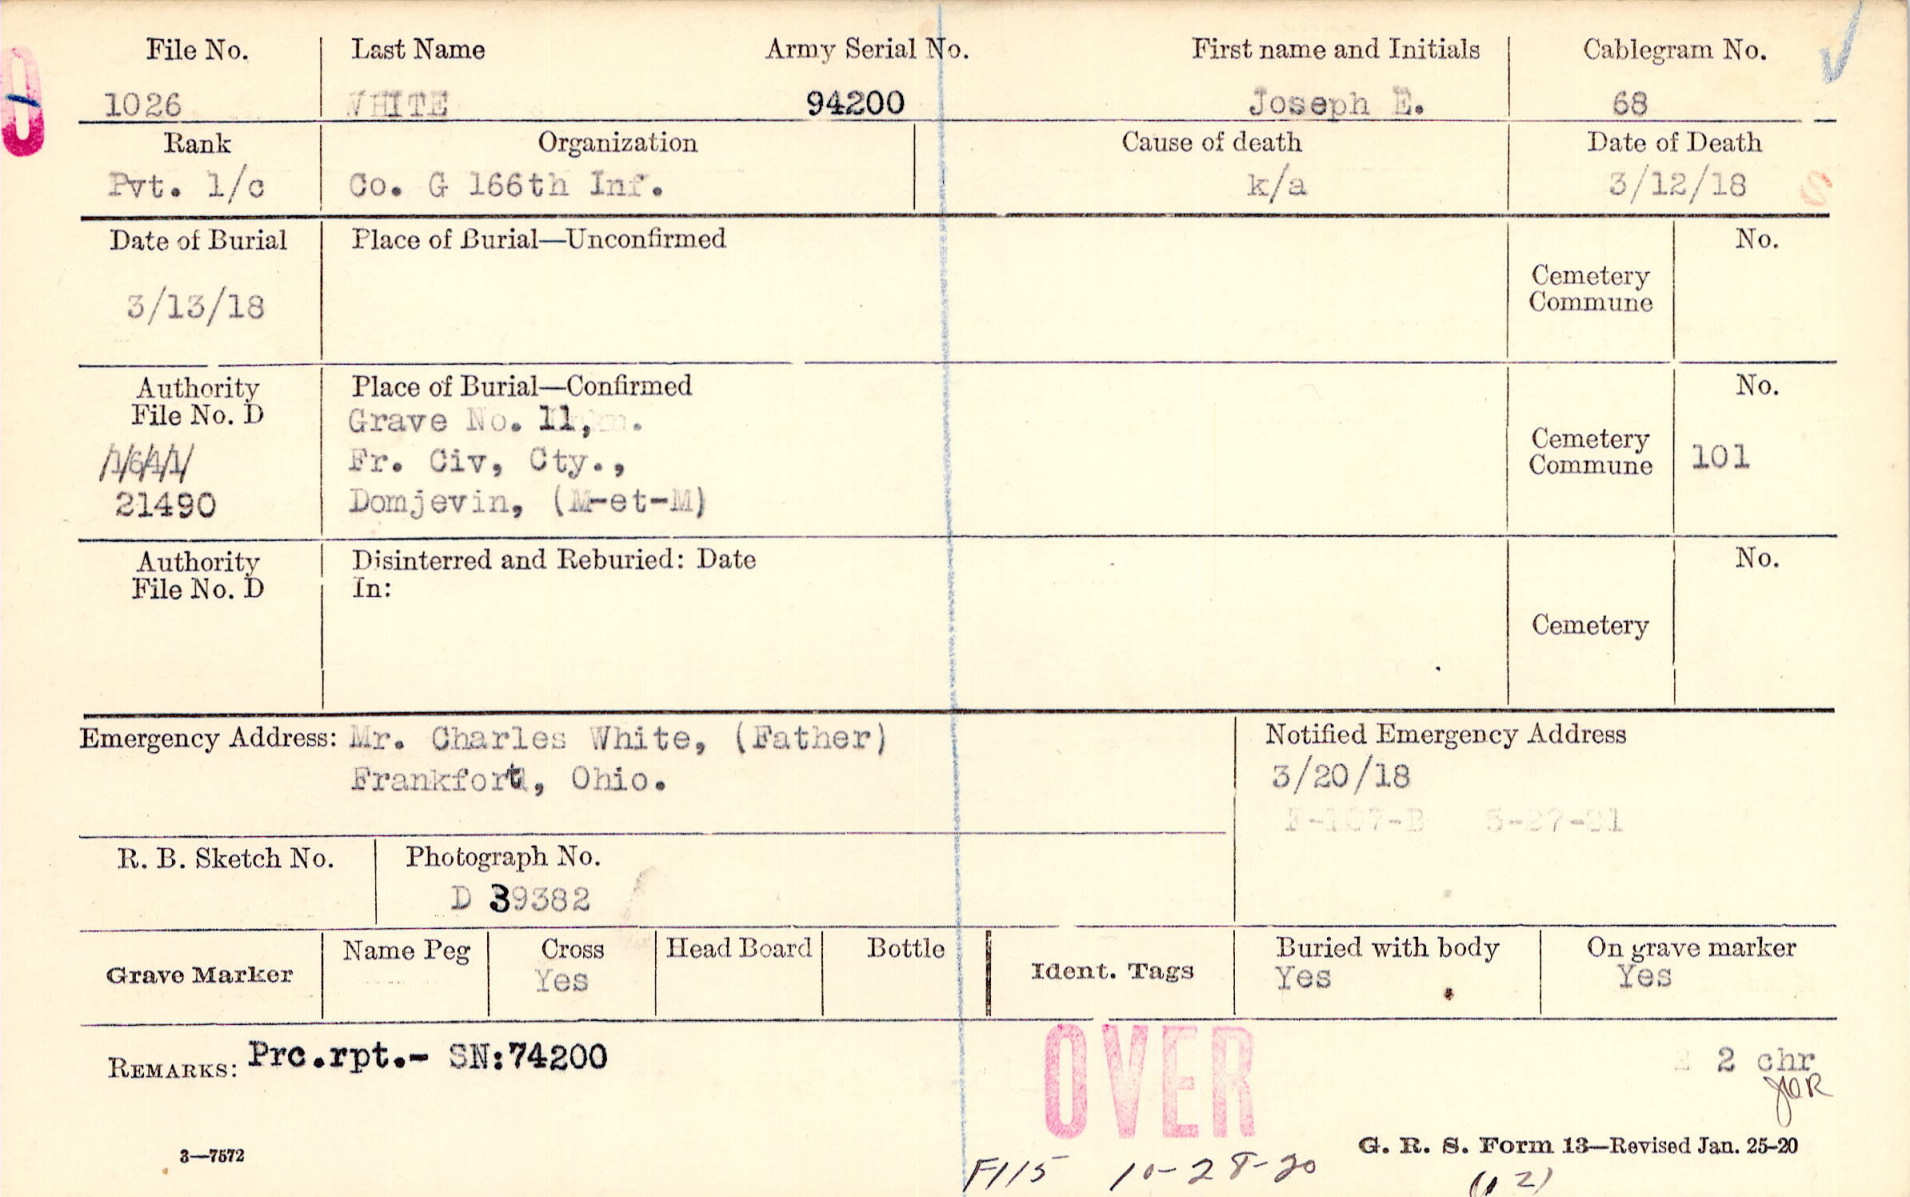 File No. Last Name Army Serial No. First name and Initials Cablegram No.
1026 WHITE 94200 Joseph E. 68
Rank Organization Cause of death Date of Death
Pvt. 1/c Co. G 166th Inf. k/a 3/12/18
Date of Burial Place of Burial—Unconfirmed No.
Cemetery
Commune
3/13/18
Authority Place of Burial—Confirmed No.
File No. D
Grave No. 11,
/1/6/4/1/ Fr. Civ, Cty., Cemetery
Commune 101
21490 Domjevin, (M-et-M)
Authority Disinterred and Reburied: Date No.
File No. D In:
Cemetery
Emergency Address: Mr. Charles White, (Father) Notified Emergency Address
Frankfort, Ohio. 3/20/18
R. B. Sketch No. Photograph No.
D 39382
Grave Marker Name Peg Cross Head Board Bottle Ident. Tags Buried with body On grave marker
Yes Yes Yes
REMARKS: Prc.rpt.- SN:74200
OVER
2 chr
3—7572
G. R. S. Form 13—Revised Jan. 25-20
F115 10-28-20